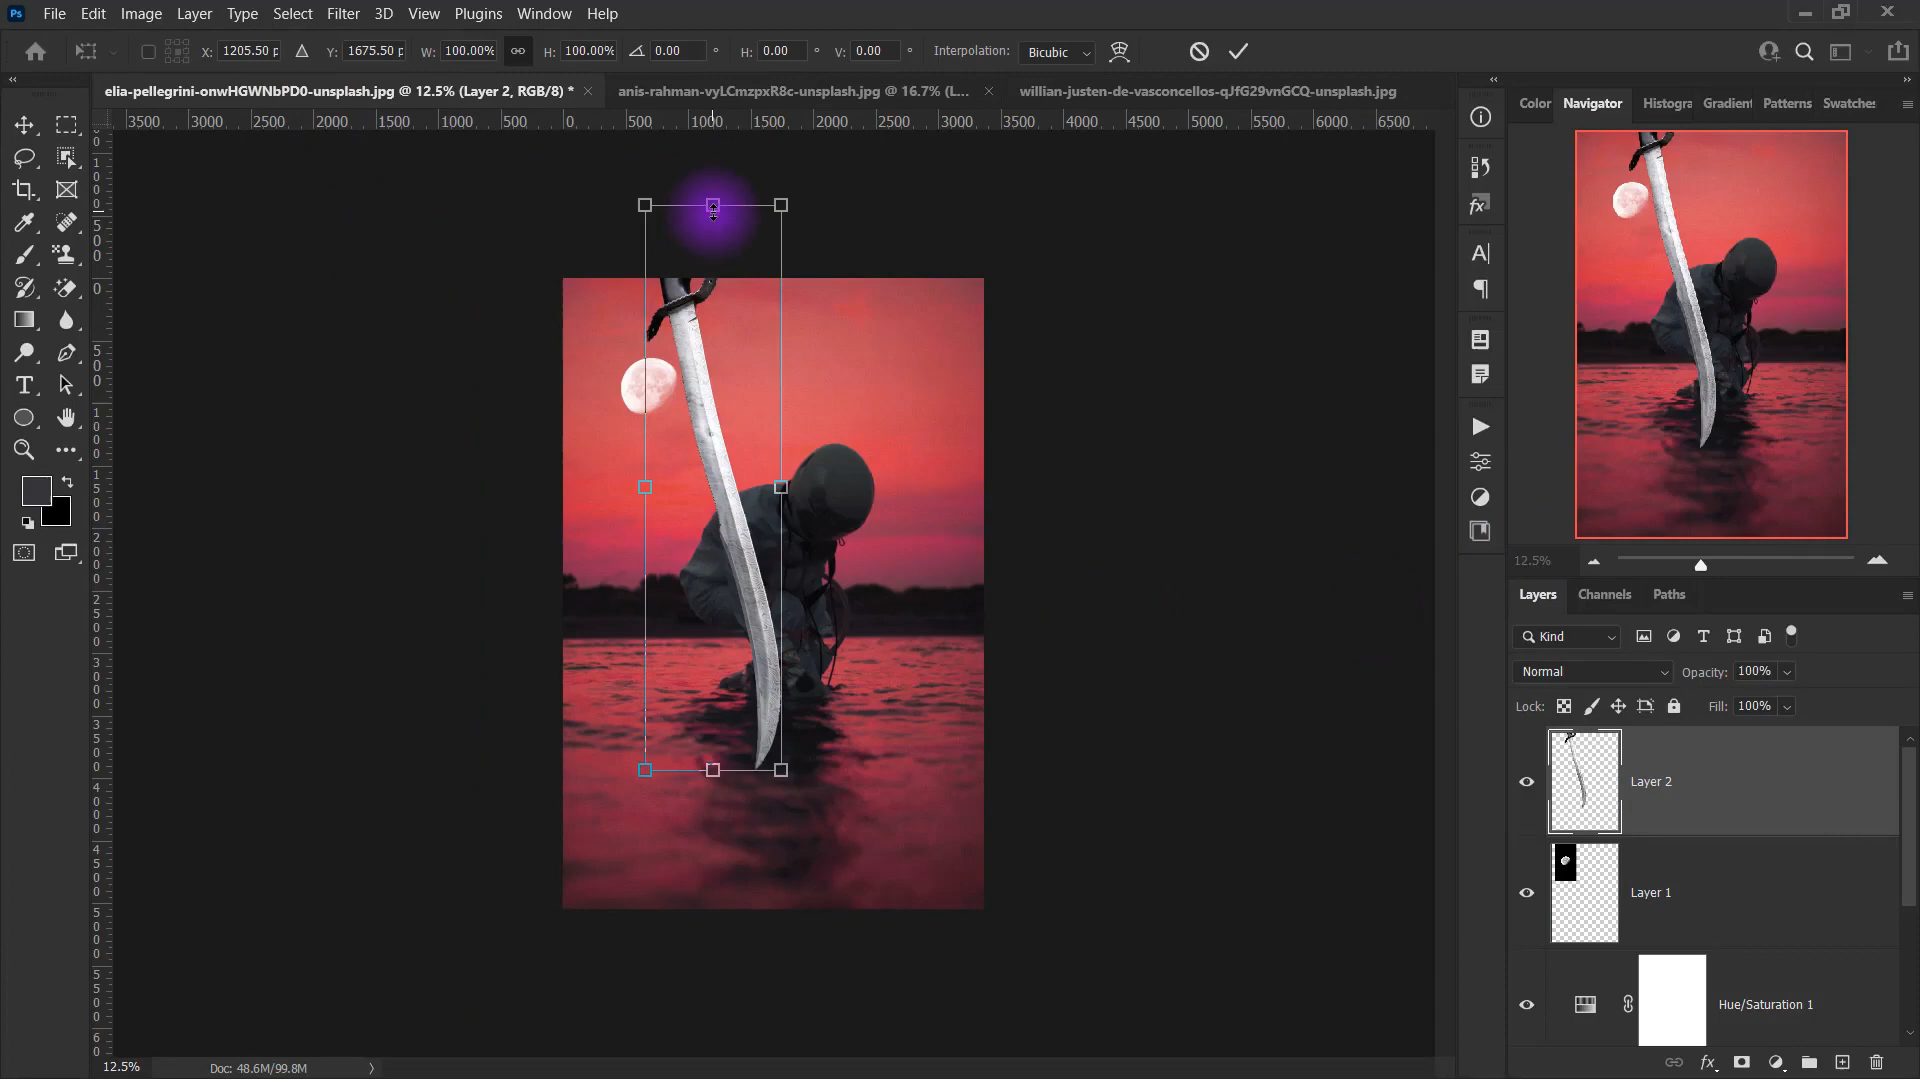 Ps File Edit Image Layer Type Select Filter 3D View Plugins Window Help
X: 1205.50 p Y: 1675.50 p W: 100.00% H: 100.00% 0.00 ° H: 0.00 ° V: 0.00 ° Interpolation: Bicubic
elia-pellegrini-onwHGWNbPD0-unsplash.jpg @ 12.5% (Layer 2, RGB/8) * anis-rahman-vyLCmzpxR8c-unsplash.jpg @ 16.7% (L... willian-justen-de-vasconcellos-qJfG29vnGCQ-unsplash.jpg
Color Navigator Histogra Gradient Patterns Swatches
3500 3000 2500 2000 1500 1000 500 0 500 1000 1500 2000 2500 3000 3500 4000 4500 5000 5500 6000 6500
12.5%
Layers Channels Paths
Kind
Normal Opacity: 100%
Lock: Fill: 100%
Layer 2
Layer 1
Hue/Saturation 1
12.5% Doc: 48.6M/99.8M